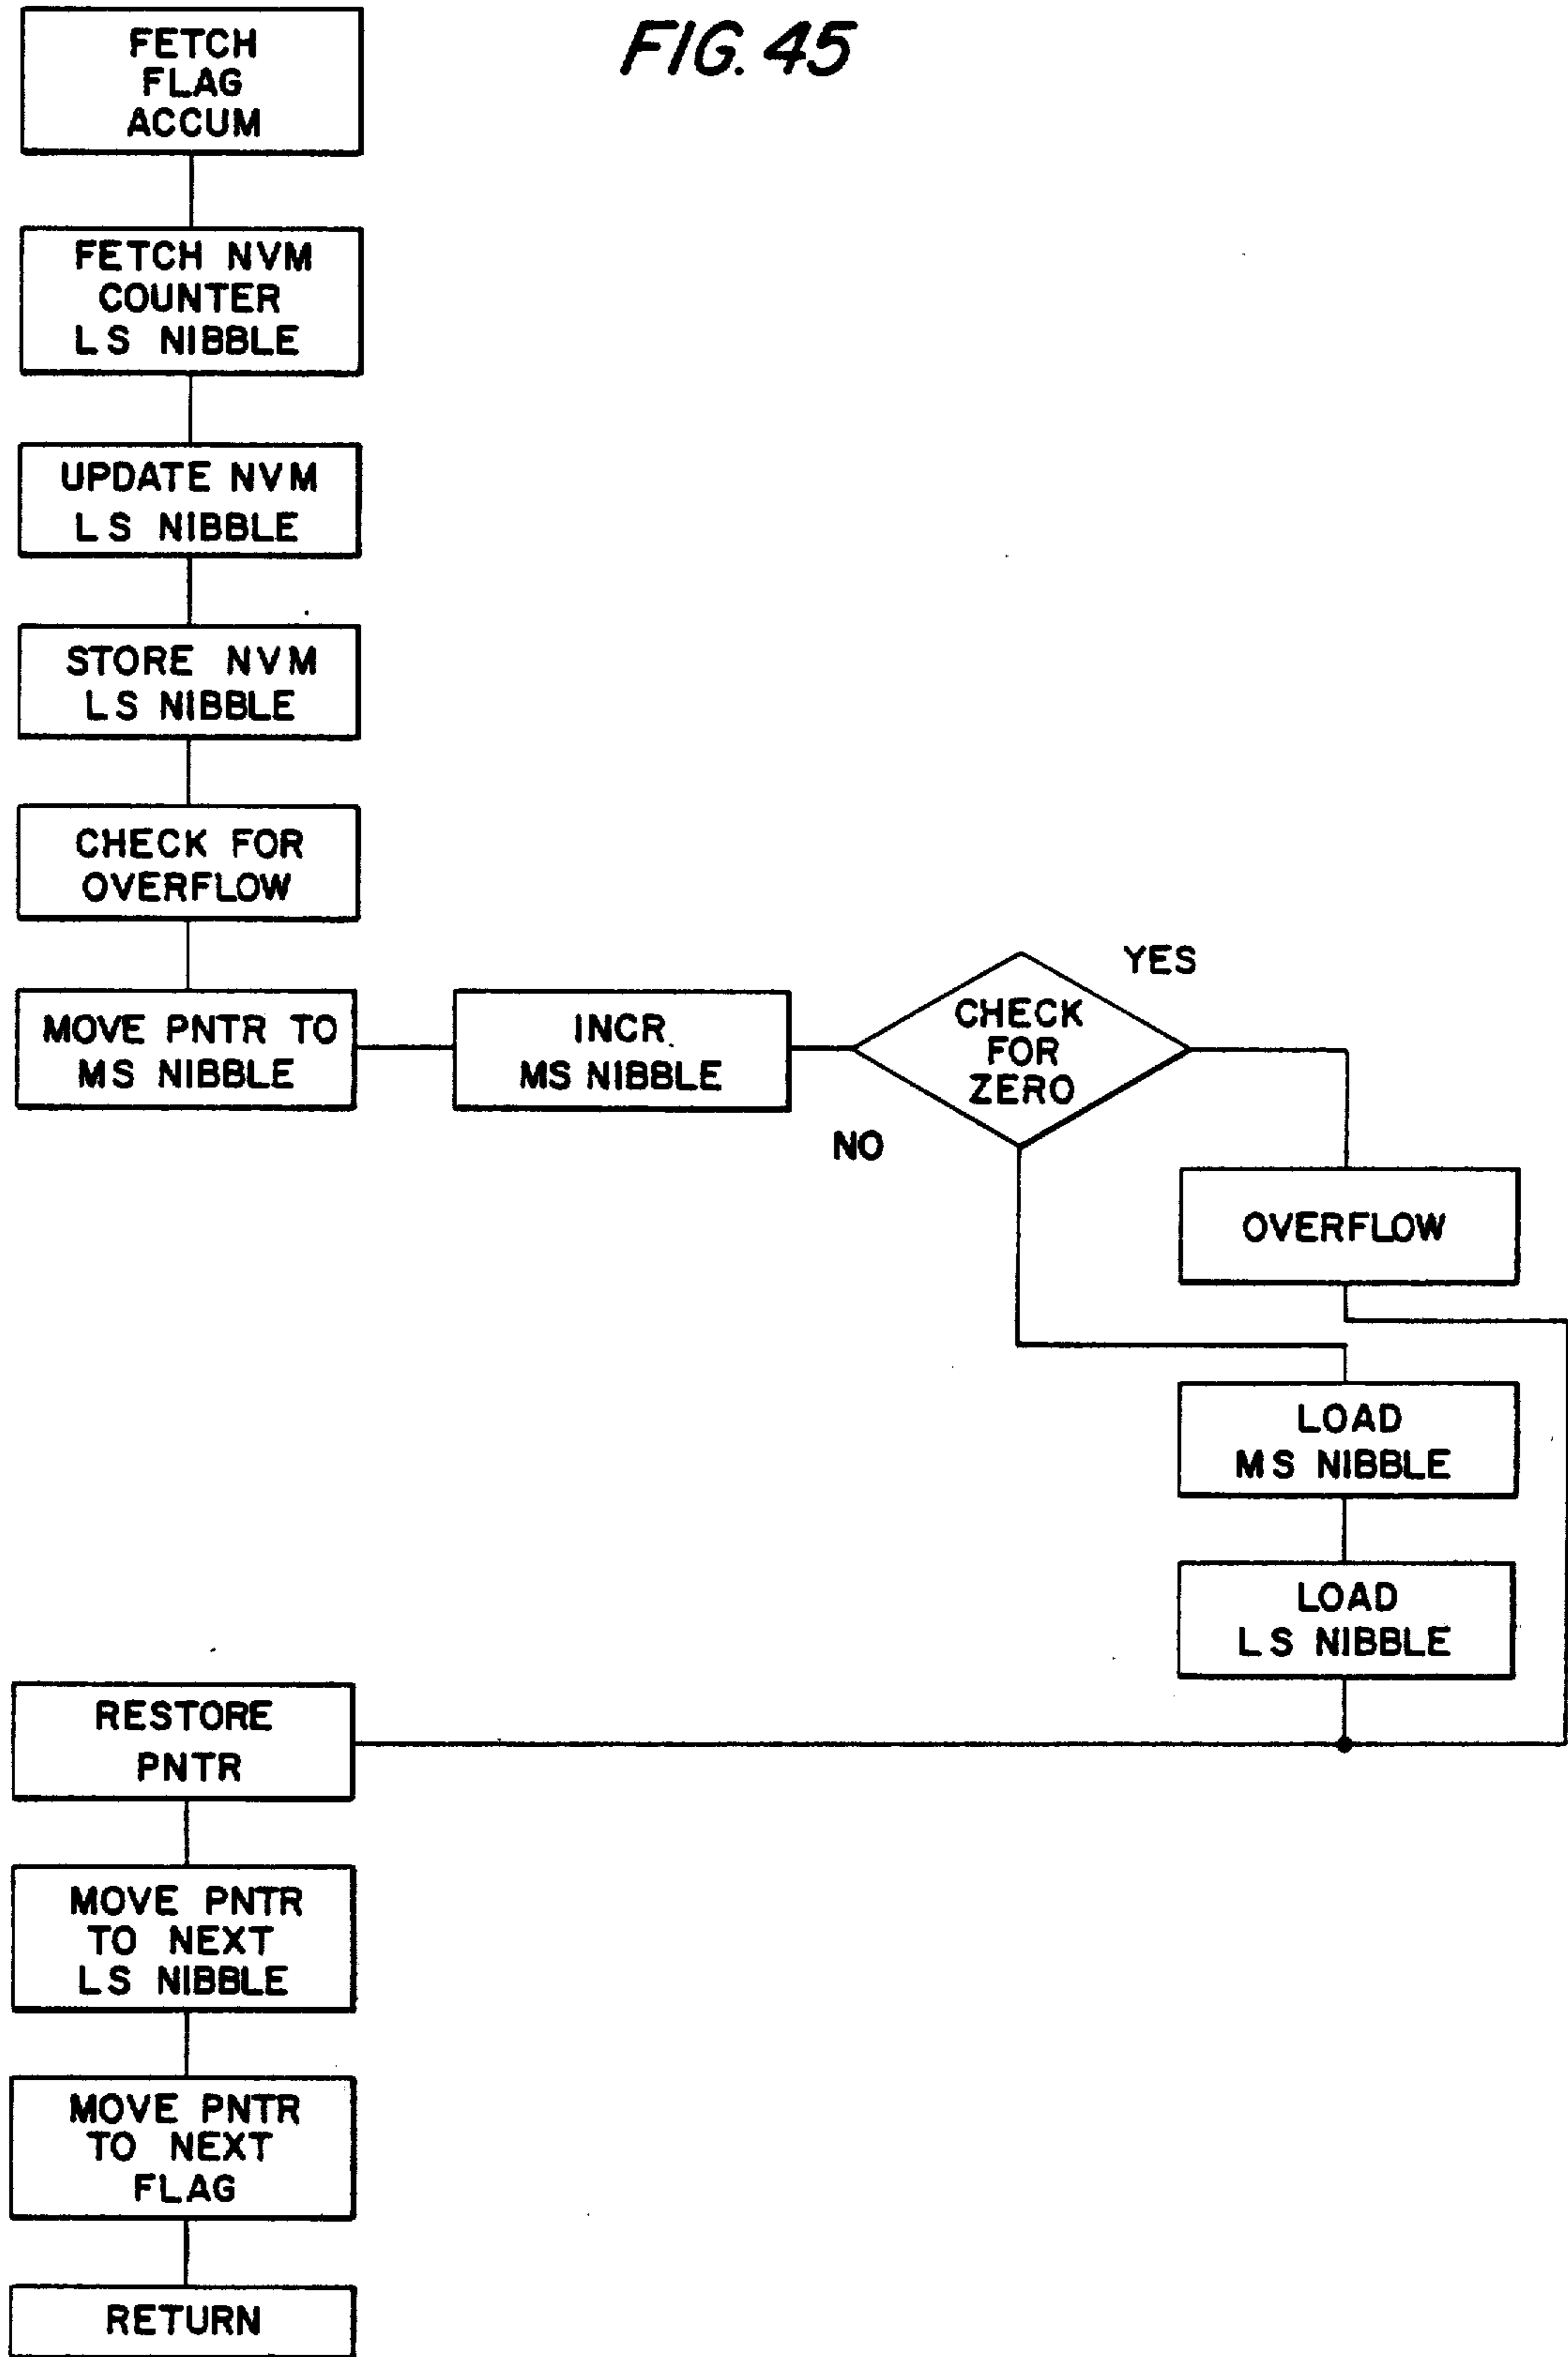 FIG. 45
FETCH
FLAG
ACCUM
FETCH NVM
COUNTER
LS NIBBLE
UPDATE NVM
LS NIBBLE
STORE NVM
LS NIBBLE
CHECK FOR
OVERFLOW
MOVE PNTR TO
MS NIBBLE
INCR
MS NIBBLE
CHECK
FOR
ZERO
YES
NO
OVERFLOW
LOAD
MS NIBBLE
LOAD
LS NIBBLE
RESTORE
PNTR
MOVE PNTR
TO NEXT
LS NIBBLE
MOVE PNTR
TO NEXT
FLAG
RETURN